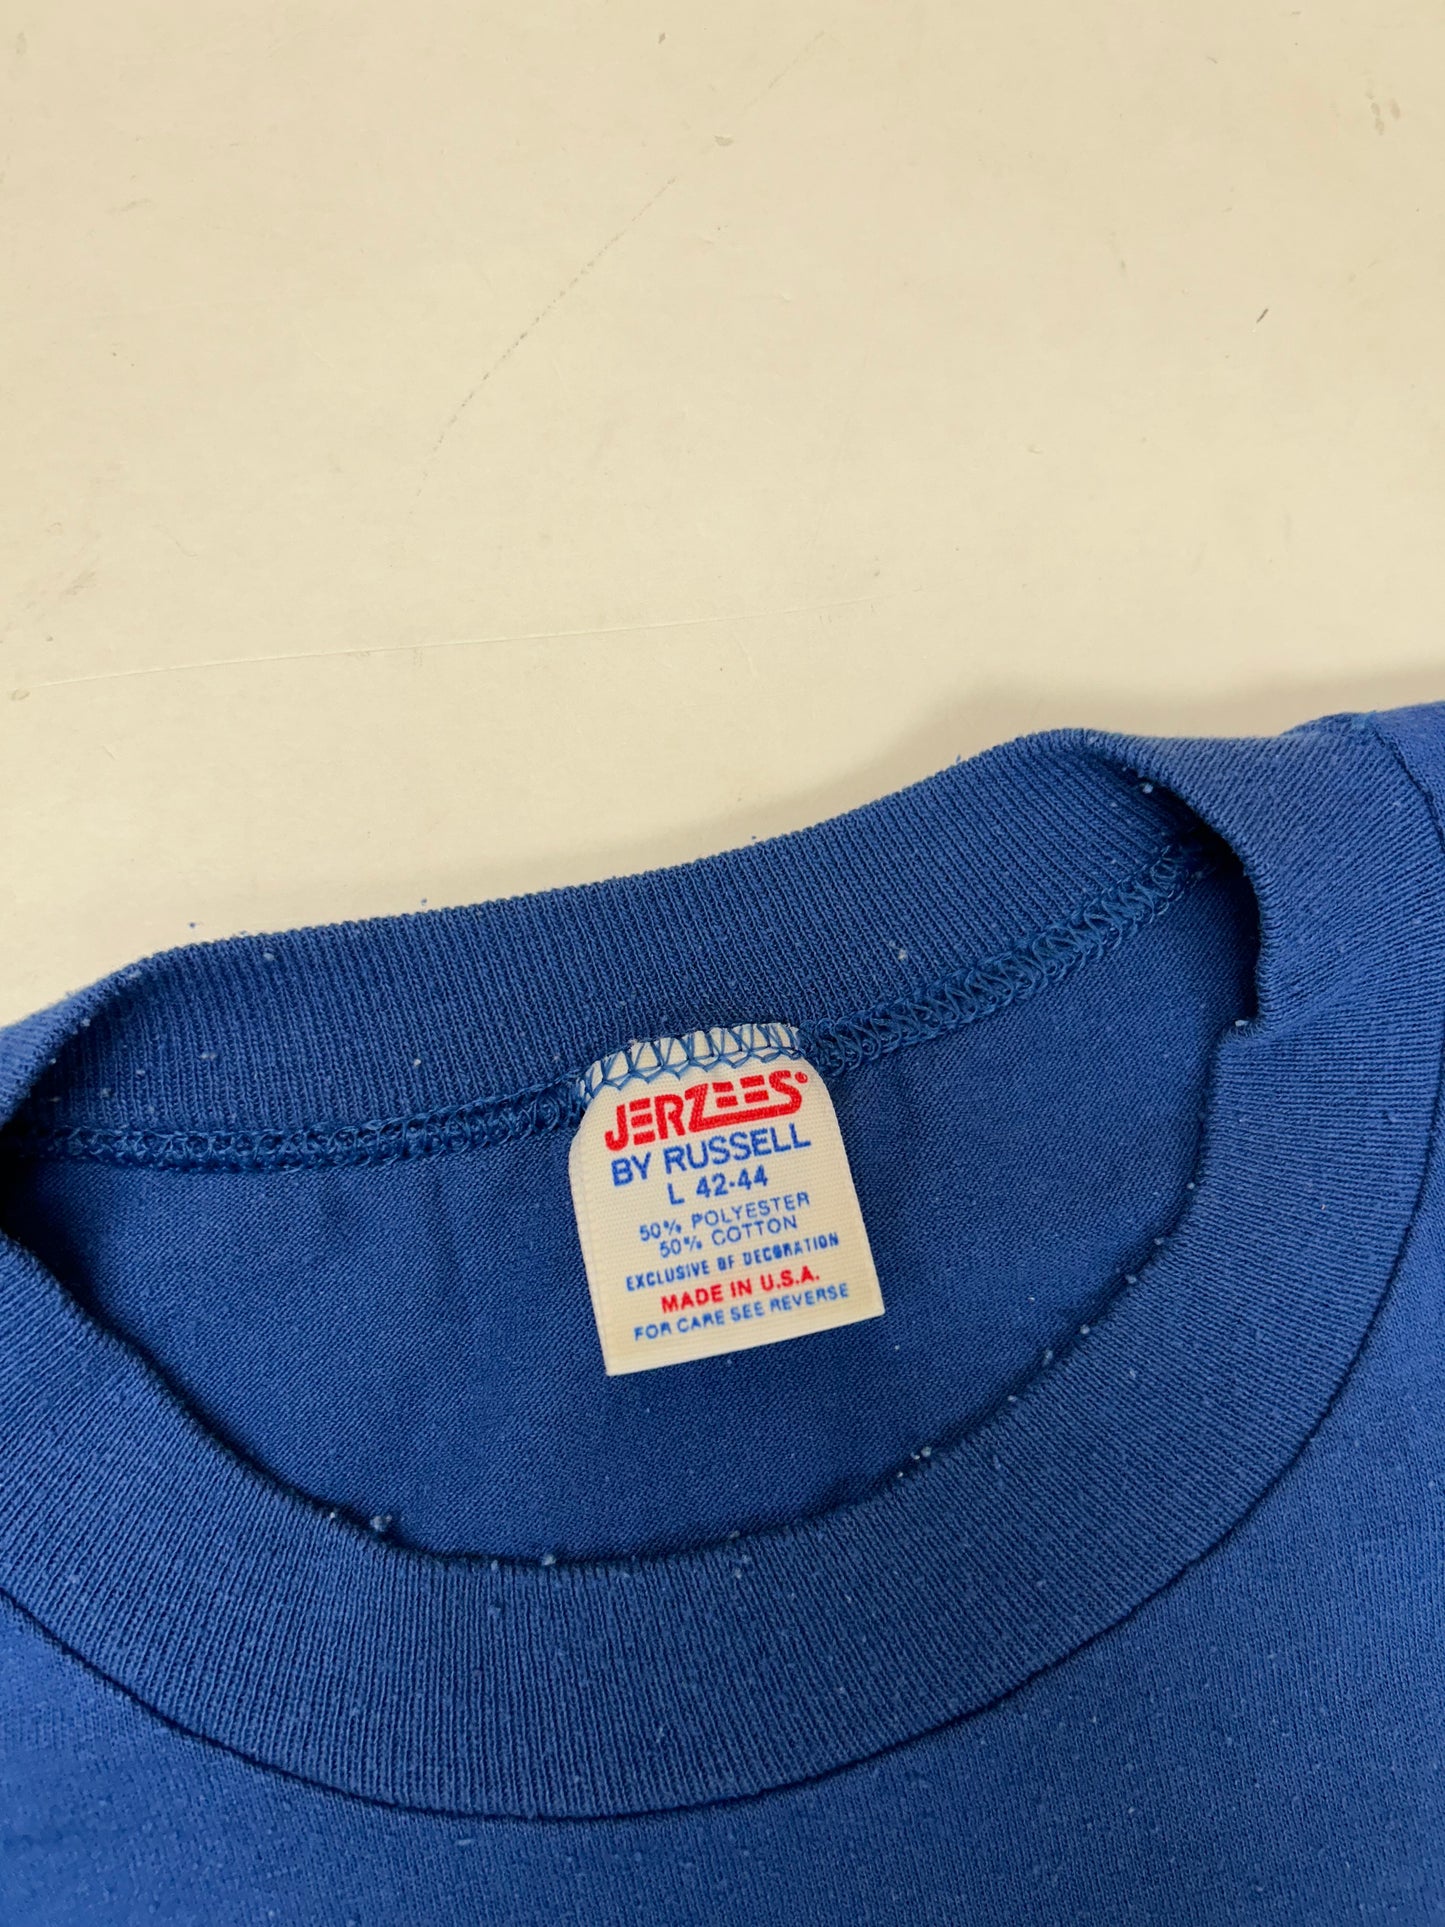 JERZEES
BY RUSSELL
L 42-44
50% POLYESTER
50% COTTON
EXCLUSIVE OF DECORATION
MADE IN U.S.A.
FOR CARE SEE REVERSE